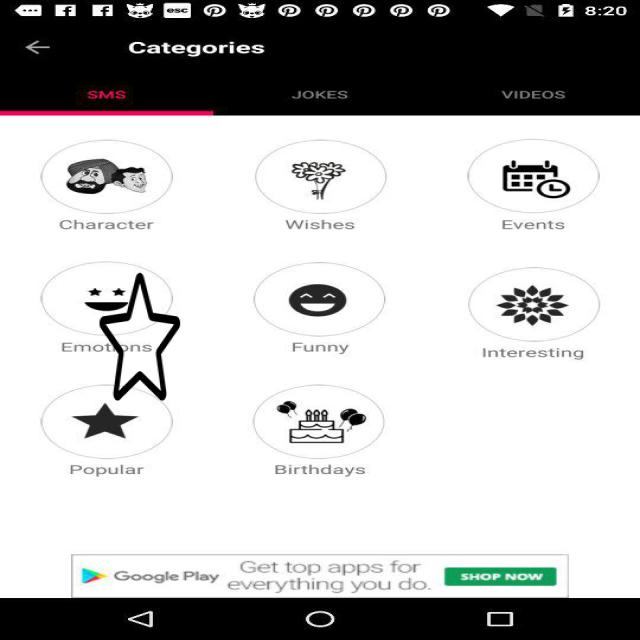 esc 8:20
Categories
SMS JOKES VIDEOS
Character Wishes Events
Emotions Funny Interesting
Popular Birthdays
Google Play Get top apps for everything you do. SHOP NOW